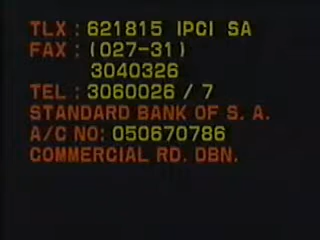 TLX : 621815 IPCI SA
FAX : (027-31)
3040326
TEL : 3060026 / 7
STANDARD BANK OF S. A.
A/C NO: 050670786
COMMERCIAL RD. DBN.